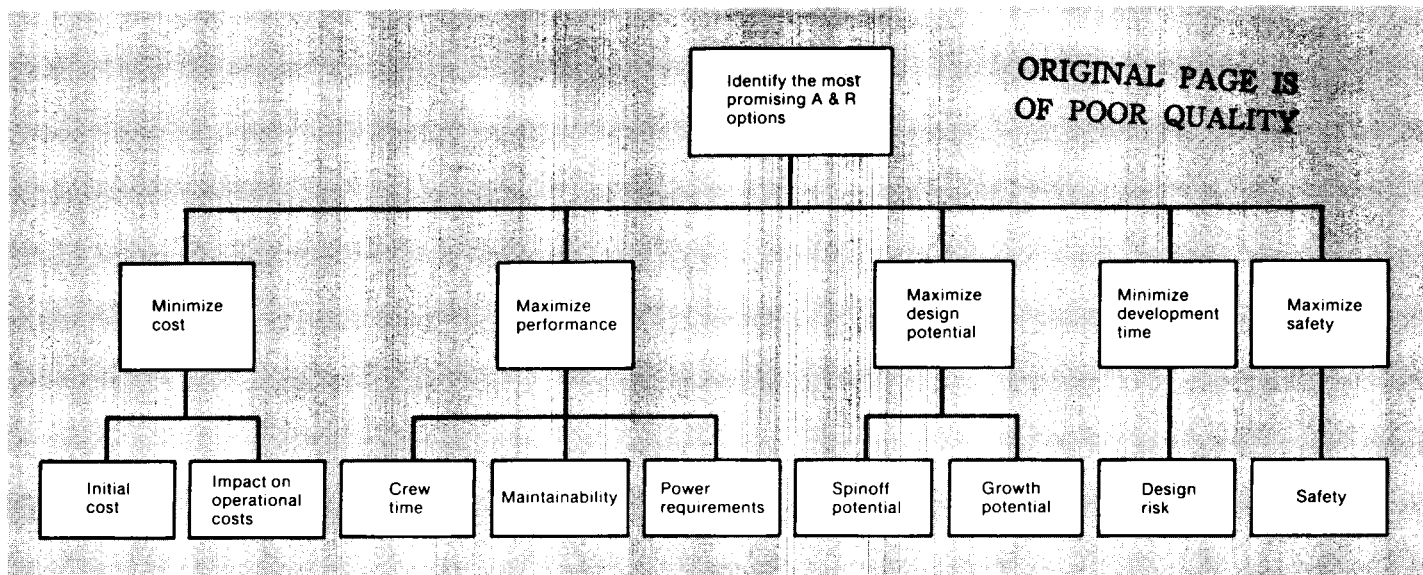 Identify the most
promising A & R
options
ORIGINAL PAGE IS
OF POOR QUALITY
Minimize
cost
Maximize
performance
Maximize
design
potential
Minimize
development
time
Maximize
safety
Initial
cost
Impact on
operational
costs
Crew
time
Maintainability
Power
requirements
Spinoff
potential
Growth
potential
Design
risk
Safety